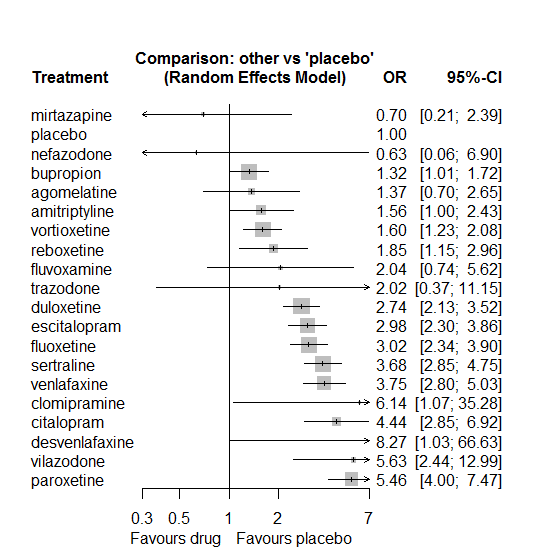 Comparison: other vs 'placebo'
Treatment (Random Effects Model) OR 95%-CI
mirtazapine 0.70 [0.21; 2.39]
placebo 1.00
nefazodone 0.63 [0.06; 6.90]
bupropion 1.32 [1.01; 1.72]
agomelatine 1.37 [0.70; 2.65]
amitriptyline 1.56 [1.00; 2.43]
vortioxetine 1.60 [1.23; 2.08]
reboxetine 1.85 [1.15; 2.96]
fluvoxamine 2.04 [0.74; 5.62]
trazodone 2.02 [0.37; 11.15]
duloxetine 2.74 [2.13; 3.52]
escitalopram 2.98 [2.30; 3.86]
fluoxetine 3.02 [2.34; 3.90]
sertraline 3.68 [2.85; 4.75]
venlafaxine 3.75 [2.80; 5.03]
clomipramine 6.14 [1.07; 35.28]
citalopram 4.44 [2.85; 6.92]
desvenlafaxine 8.27 [1.03; 66.63]
vilazodone 5.63 [2.44; 12.99]
paroxetine 5.46 [4.00; 7.47]
0.3 0.5 1 2 7
Favours drug Favours placebo